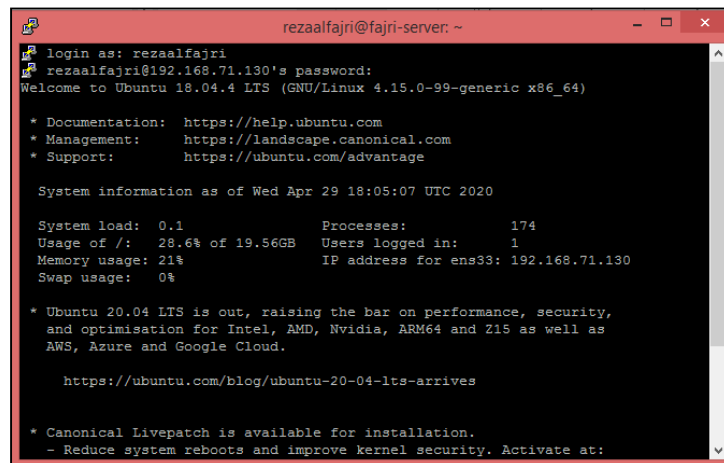 rezaalfajri@fajri-server: ~
login as: rezaalfajri
rezaalfajri@192.168.71.130's password:
Welcome to Ubuntu 18.04.4 LTS (GNU/Linux 4.15.0-99-generic x86_64)
* Documentation:  https://help.ubuntu.com
* Management:     https://landscape.canonical.com
* Support:        https://ubuntu.com/advantage
System information as of Wed Apr 29 18:05:07 UTC 2020
System load:  0.1                Processes:            174
Usage of /:   28.6% of 19.56GB   Users logged in:      1
Memory usage: 21%                IP address for ens33: 192.168.71.130
Swap usage:   0%
* Ubuntu 20.04 LTS is out, raising the bar on performance, security,
and optimisation for Intel, AMD, Nvidia, ARM64 and Z15 as well as
AWS, Azure and Google Cloud.
https://ubuntu.com/blog/ubuntu-20-04-lts-arrives
* Canonical Livepatch is available for installation.
- Reduce system reboots and improve kernel security. Activate at: